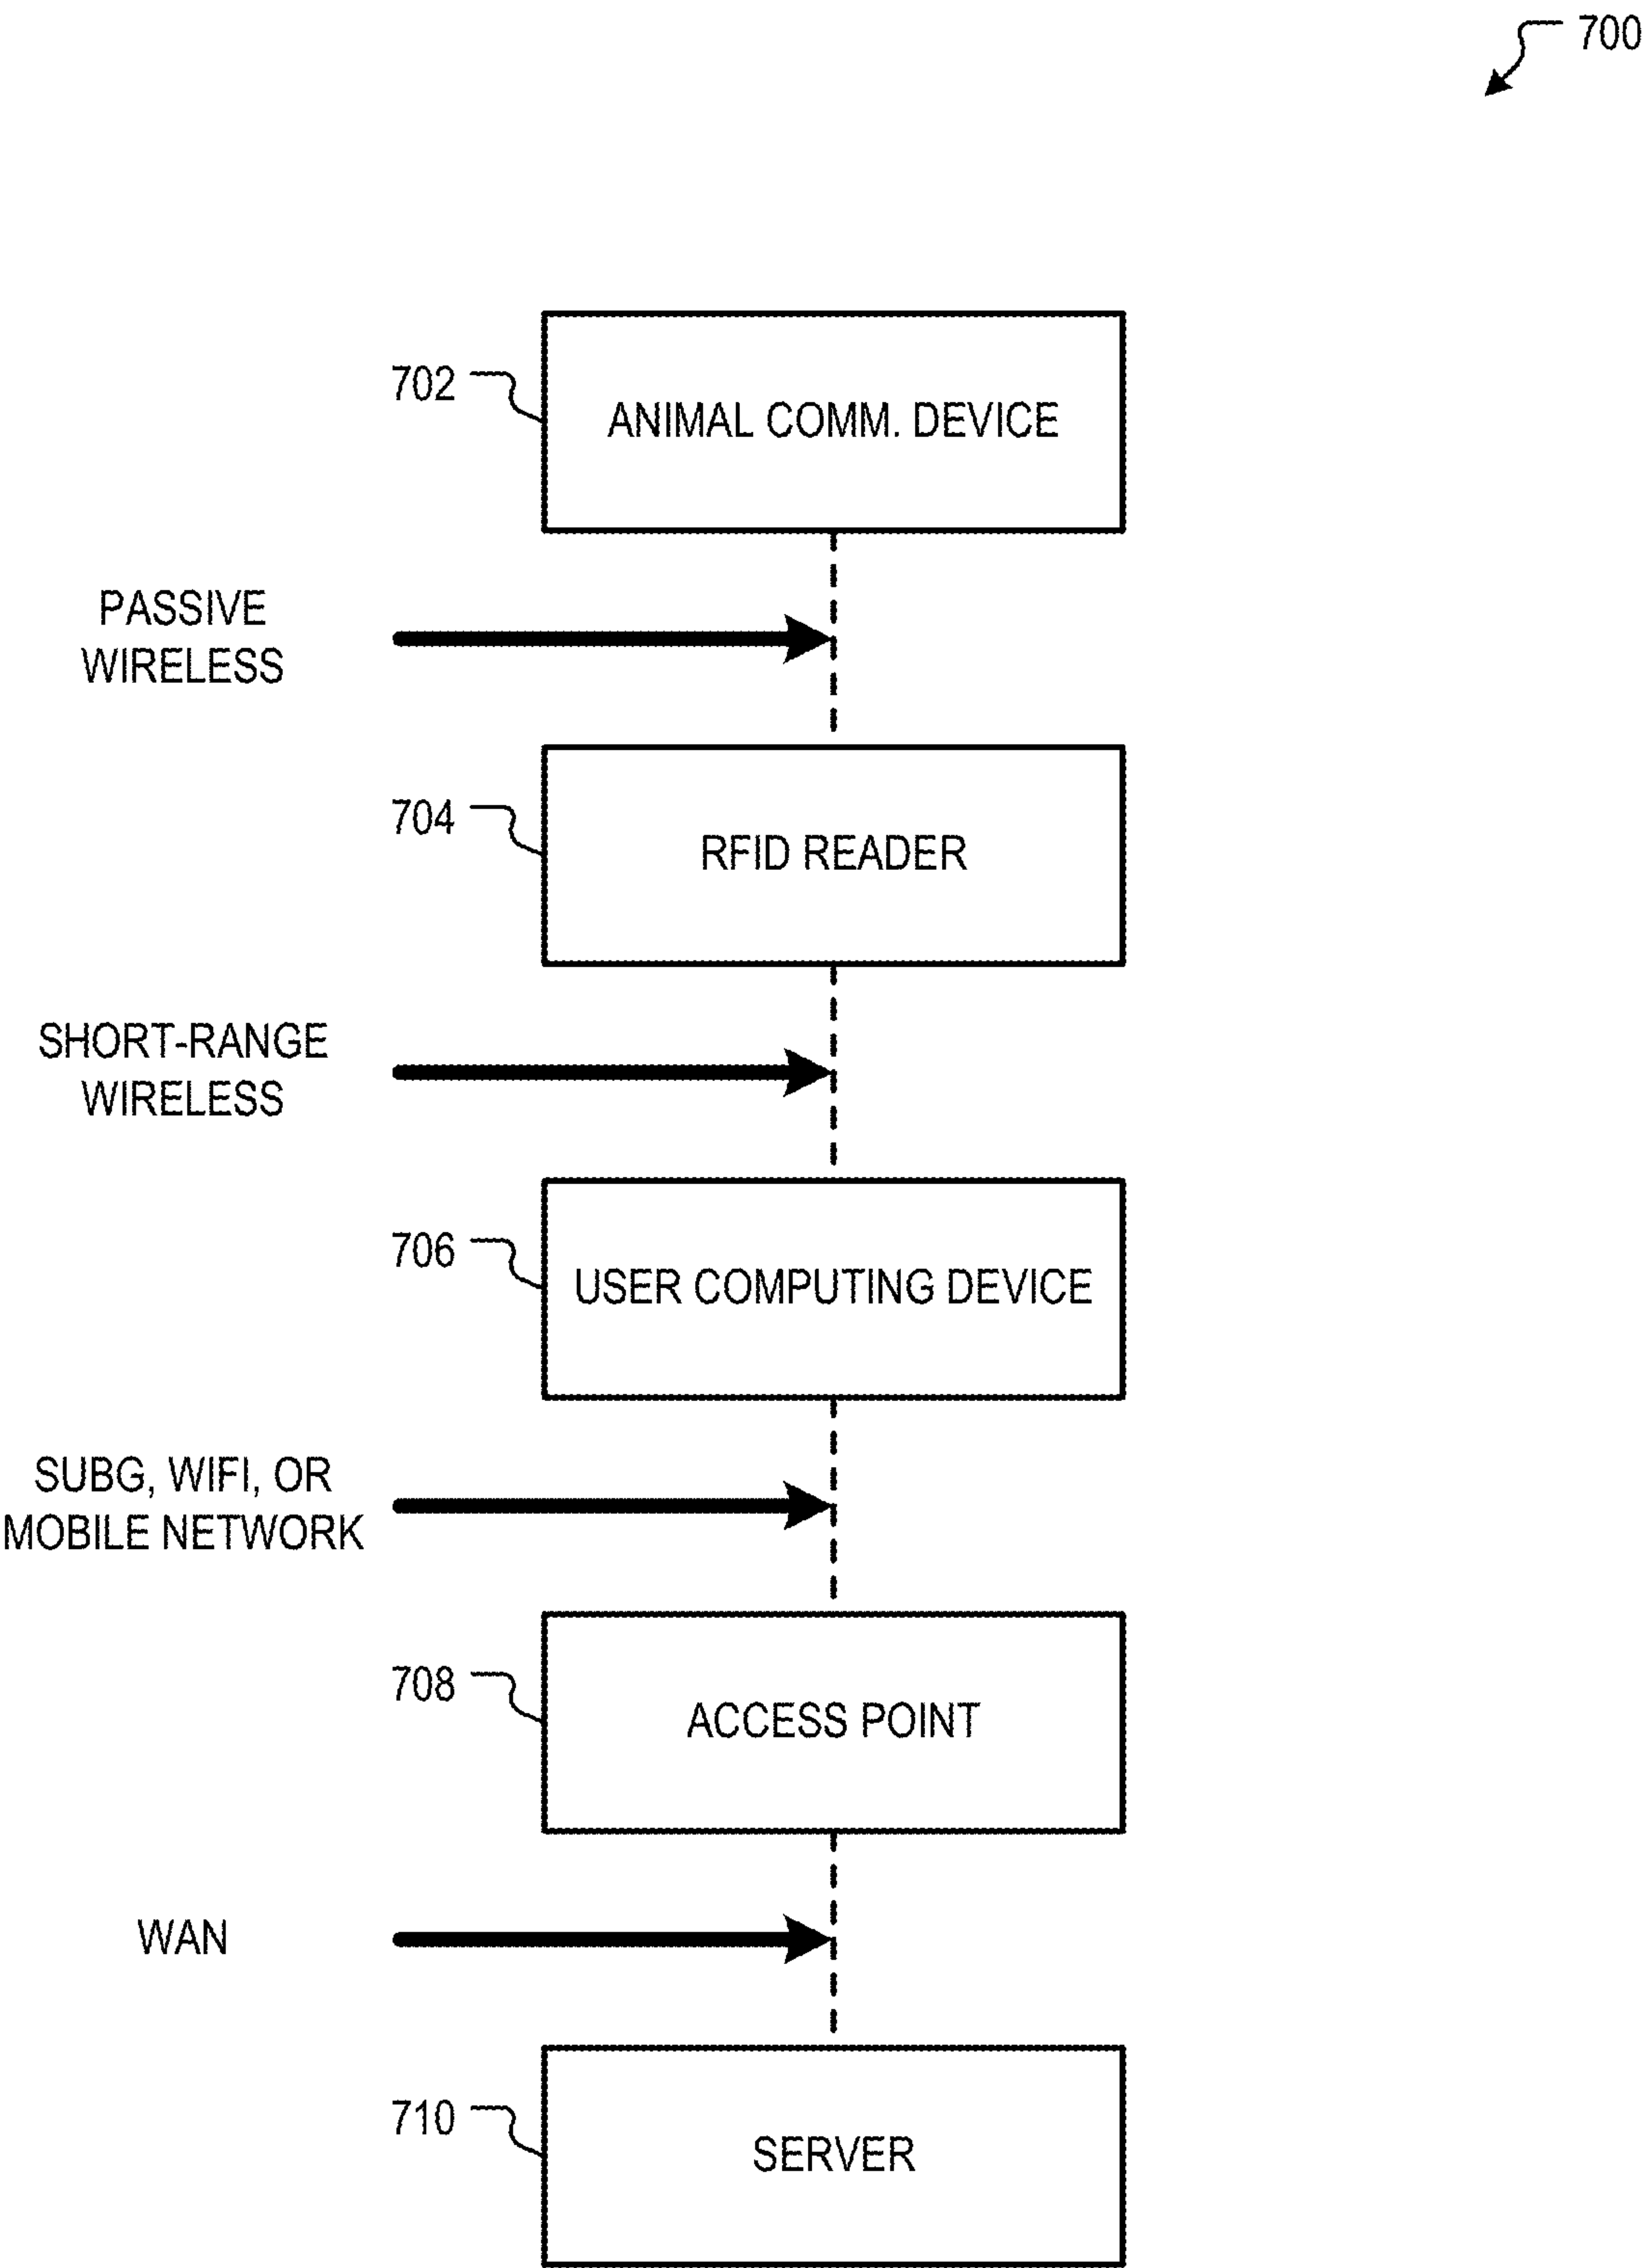 700
702
ANIMAL COMM. DEVICE
PASSIVE
WIRELESS
704
RFID READER
SHORT-RANGE
WIRELESS
706
USER COMPUTING DEVICE
SUBG, WIFI, OR
MOBILE NETWORK
708
ACCESS POINT
WAN
710
SERVER